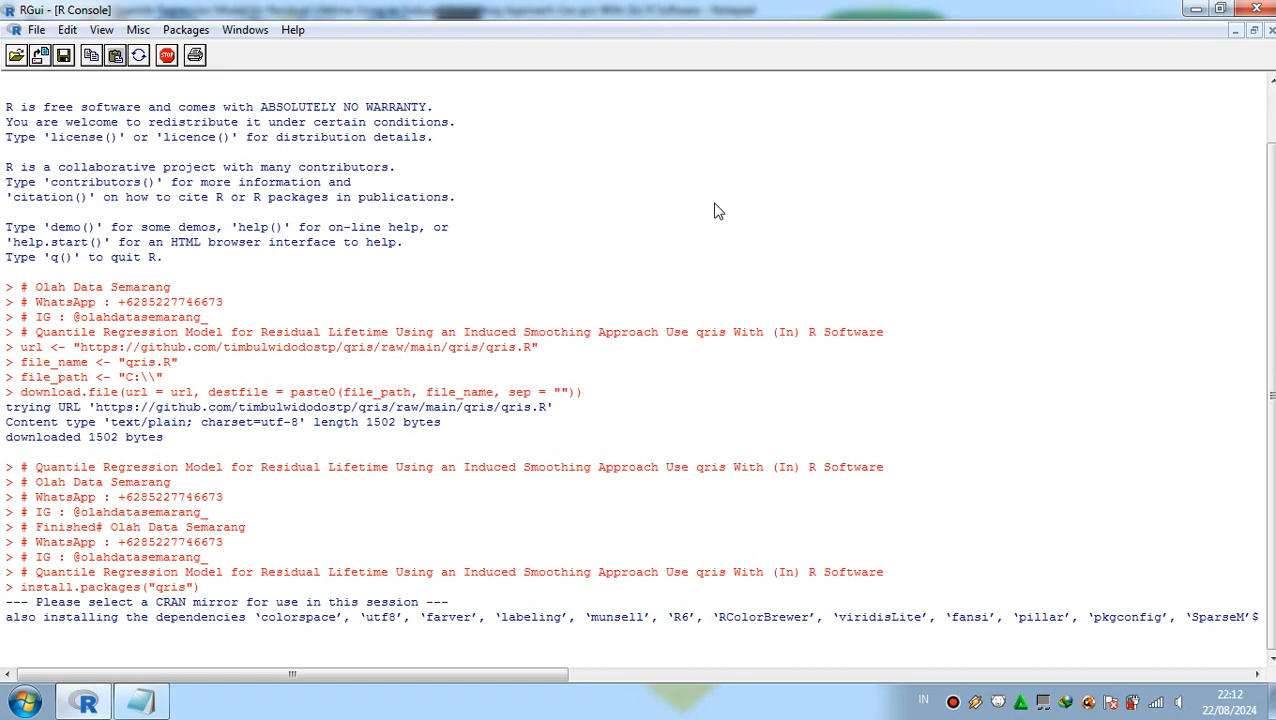 RGui - [R Console]
File Edit View Misc Packages Windows Help
STOP
R is free software and comes with ABSOLUTELY NO WARRANTY.
You are welcome to redistribute it under certain conditions.
Type 'license()' or 'licence()' for distribution details.
R is a collaborative project with many contributors.
Type 'contributors()' for more information and
'citation()' on how to cite R or R packages in publications.
Type 'demo()' for some demos, 'help()' for on-line help, or
'help.start()' for an HTML browser interface to help.
Type 'q()' to quit R.
> # Olah Data Semarang
> # WhatsApp : +6285227746673
> # IG : @olahdatasemarang_
> # Quantile Regression Model for Residual Lifetime Using an Induced Smoothing Approach Use qris With (In) R Software
> url <- "https://github.com/timbulwidodostp/qris/raw/main/qris/qris.R"
> file_name <- "qris.R"
> file_path <- "C:\\"
> download.file(url = url, destfile = paste0(file_path, file_name, sep = ""))
trying URL 'https://github.com/timbulwidodostp/qris/raw/main/qris/qris.R'
Content type 'text/plain; charset=utf-8' length 1502 bytes
downloaded 1502 bytes
> # Quantile Regression Model for Residual Lifetime Using an Induced Smoothing Approach Use qris With (In) R Software
> # Olah Data Semarang
> # WhatsApp : +6285227746673
> # IG : @olahdatasemarang_
> # Finished# Olah Data Semarang
> # WhatsApp : +6285227746673
> # IG : @olahdatasemarang_
> # Quantile Regression Model for Residual Lifetime Using an Induced Smoothing Approach Use qris With (In) R Software
> install.packages("qris")
--- Please select a CRAN mirror for use in this session ---
also installing the dependencies ‘colorspace’, ‘utf8’, ‘farver’, ‘labeling’, ‘munsell’, ‘R6’, ‘RColorBrewer’, ‘viridisLite’, ‘fansi’, ‘pillar’, ‘pkgconfig’, ‘SparseM’$
IN
22:12
22/08/2024